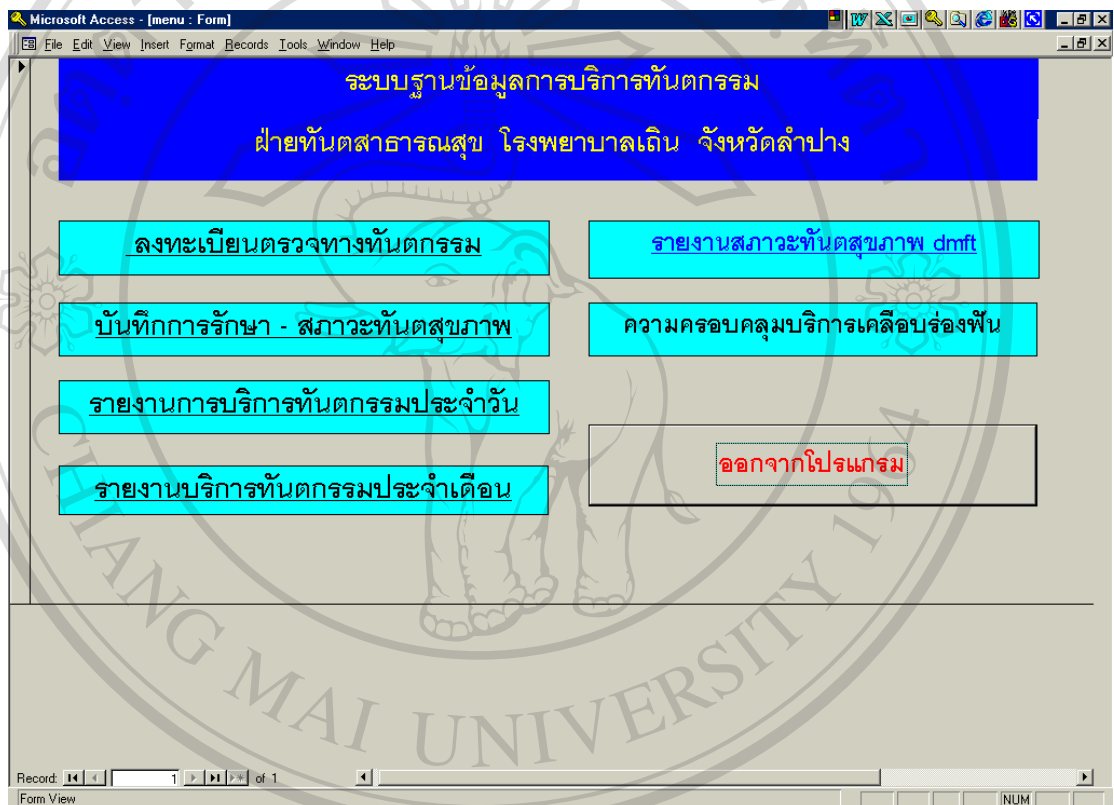 Microsoft Access - [menu : Form]
File Edit View Insert Format Records Tools Window Help
ระบบฐานข้อมูลการบริการทันตกรรม
ฝ่ายทันตสาธารณสุข โรงพยาบาลเถิน จังหวัดลำปาง
ลงทะเบียนตรวจทางทันตกรรม
รายงานสภาวะทันตสุขภาพ dmft
บันทึกการรักษา - สภาวะทันตสุขภาพ
ความครอบคลุมบริการเคลือบร่องฟัน
รายงานการบริการทันตกรรมประจำวัน
ออกจากโปรแกรม
รายงานบริการทันตกรรมประจำเดือน
CHIANG MAI UNIVERSITY 1964
Record: 1 of 1
Form View NUM